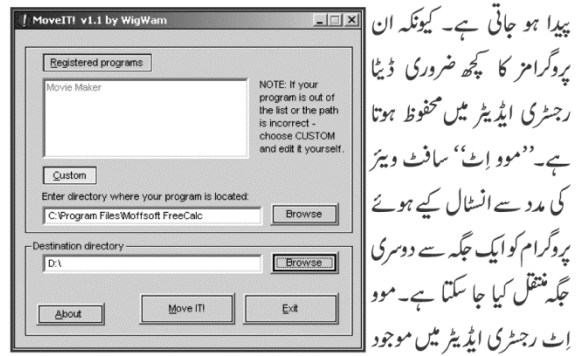 MoveIT! v1.1 by WigWam
Registered programs
Movie Maker
NOTE: If your
program is out of
the list or the path
is incorrect -
choose CUSTOM
and edit it yourself.
Custom
Enter directory where your program is located:
C:\Program Files\Moffsoft FreeCalc
Browse
Destination directory
D:\
Browse
About
Move IT!
Exit
پیدا ہو جاتی ہے۔ کیونکہ ان
پروگرامز کا کچھ ضروری ڈیٹا
رجسٹری ایڈیٹر میں محفوظ ہوتا
ہے۔’’موو اِٹ‘‘ سافٹ ویئر
کی مدد سے انسٹال کیے ہوئے
پروگرام کو ایک جگہ سے دوسری
جگہ منتقل کیا جا سکتا ہے۔ موو
اِٹ رجسٹری ایڈیٹر میں موجود